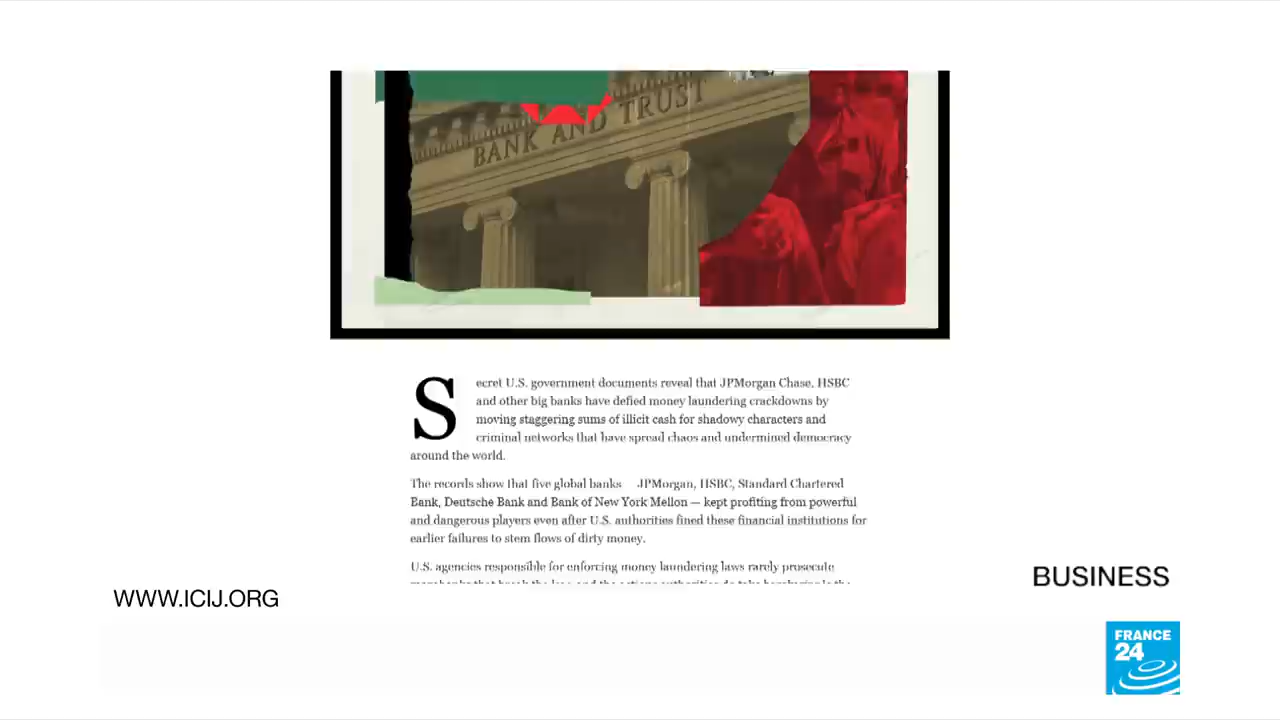 BANK AND TRUST
Secret U.S. government documents reveal that JPMorgan Chase, HSBC
and other big banks have defied money laundering crackdowns by
moving staggering sums of illicit cash for shadowy characters and
criminal networks that have spread chaos and undermined democracy
around the world.
The records show that five global banks — JPMorgan, HSBC, Standard Chartered
Bank, Deutsche Bank and Bank of New York Mellon — kept profiting from powerful
and dangerous players even after U.S. authorities fined these financial institutions for
earlier failures to stem flows of dirty money.
U.S. agencies responsible for enforcing money laundering laws rarely prosecute
BUSINESS
WWW.ICIJ.ORG
FRANCE
24